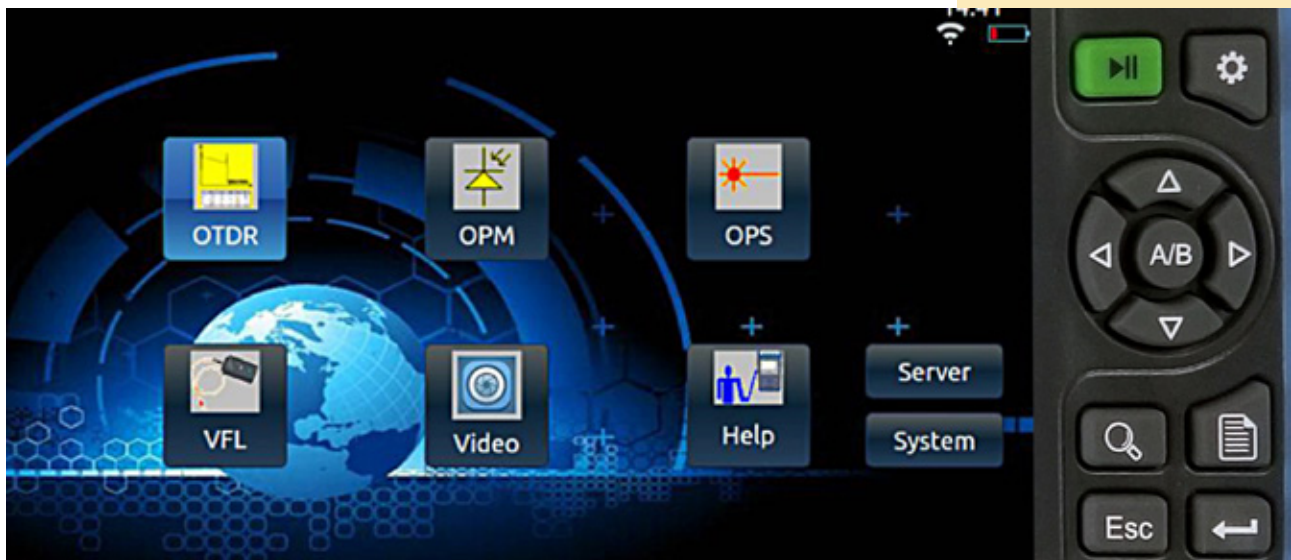 OTDR
OPM
OPS
VFL
Video
Help
Server
System
A/B
Esc